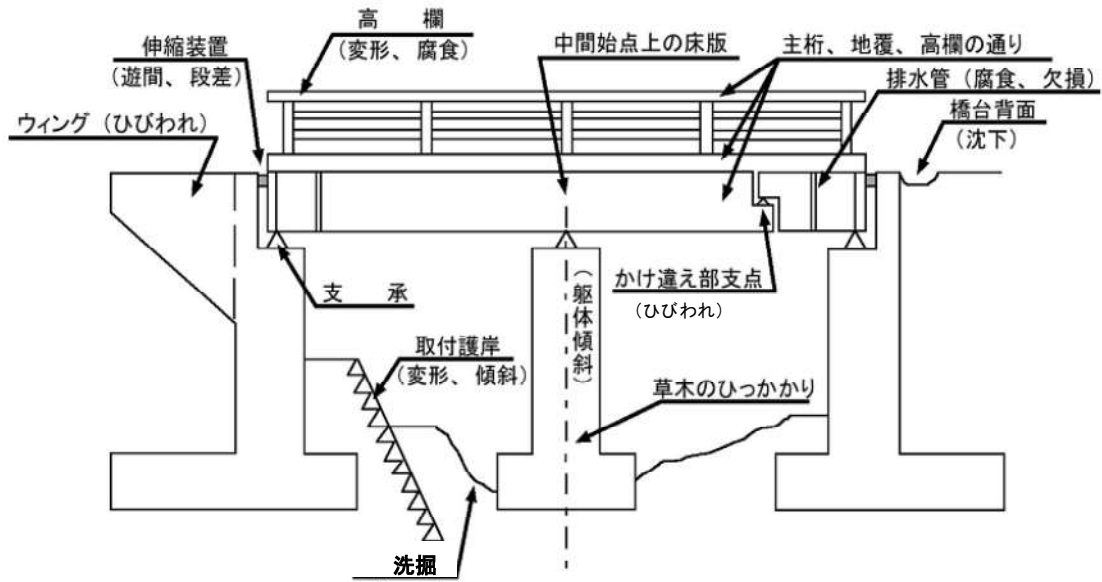 高　欄
(変形、腐食)
伸縮装置
(遊間、段差)
中間始点上の床版
主桁、地覆、高欄の通り
排水管 (腐食、欠損)
ウィング (ひびわれ)
橋台背面
(沈下)
支　承
かけ違え部支点
(ひびわれ)
(躯体傾斜)
取付護岸
(変形、傾斜)
草木のひっかかり
洗掘